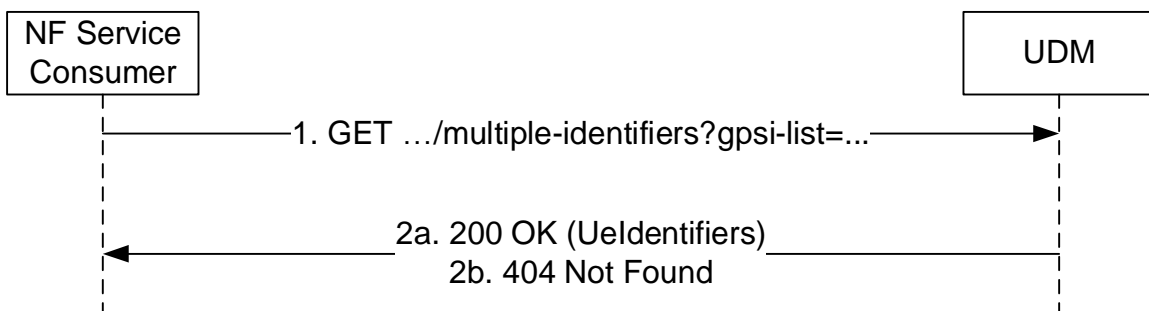 NF Service
Consumer
UDM
1. GET …/multiple-identifiers?gpsi-list=...
2a. 200 OK (UeIdentifiers)
2b. 404 Not Found